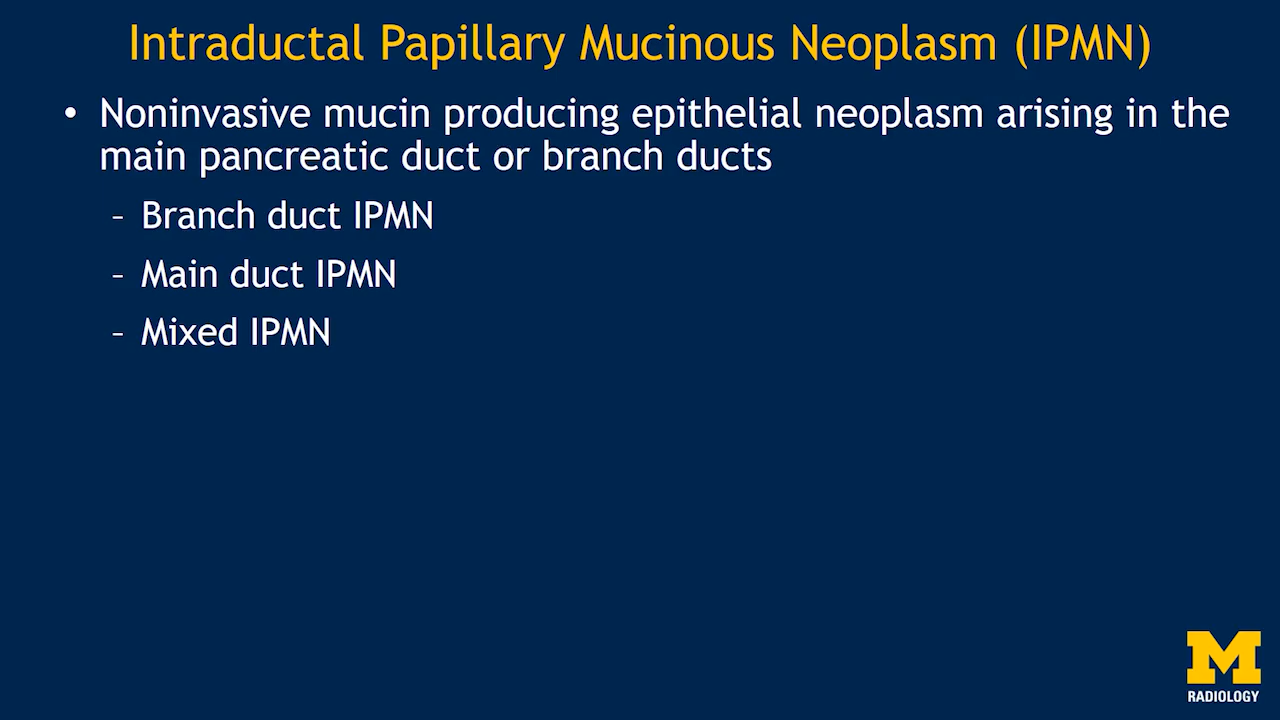 Intraductal Papillary Mucinous Neoplasm (IPMN)
• Noninvasive mucin producing epithelial neoplasm arising in the
main pancreatic duct or branch ducts
– Branch duct IPMN
– Main duct IPMN
– Mixed IPMN
M
RADIOLOGY